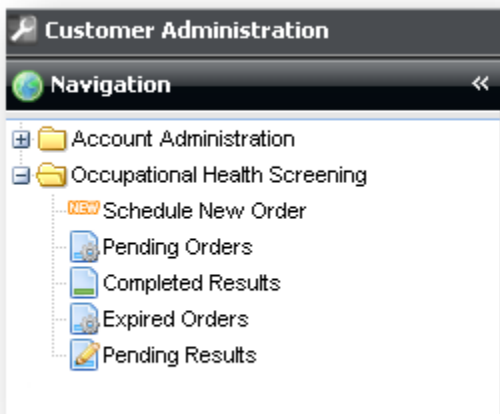 Customer Administration
Navigation «
Account Administration
Occupational Health Screening
NEW Schedule New Order
Pending Orders
Completed Results
Expired Orders
Pending Results